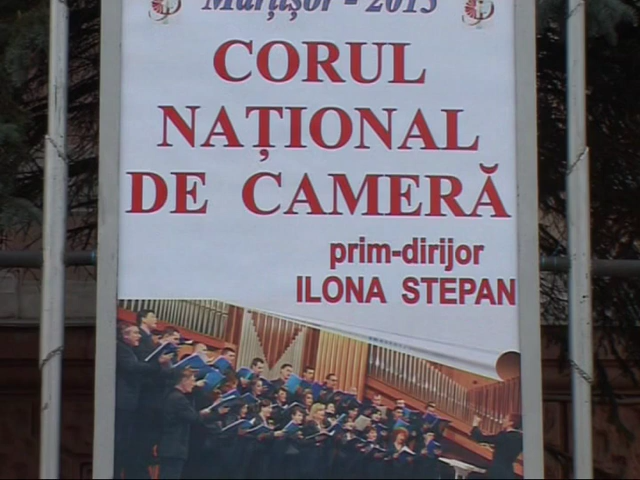 Mărțișor - 2015
CORUL
NAȚIONAL
DE CAMERĂ
prim-dirijor
ILONA STEPAN